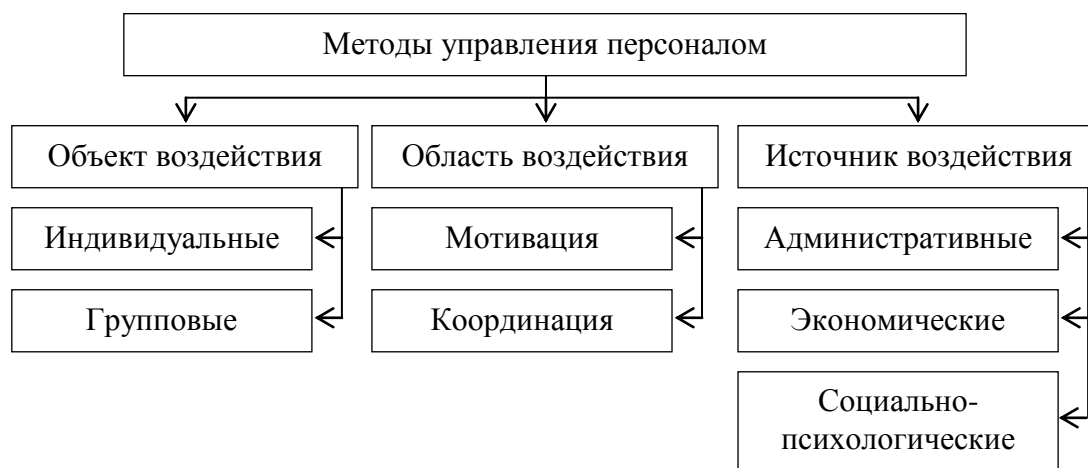 Методы управления персоналом
Объект воздействия
Область воздействия
Источник воздействия
Индивидуальные
Мотивация
Административные
Групповые
Координация
Экономические
Социально-
психологические